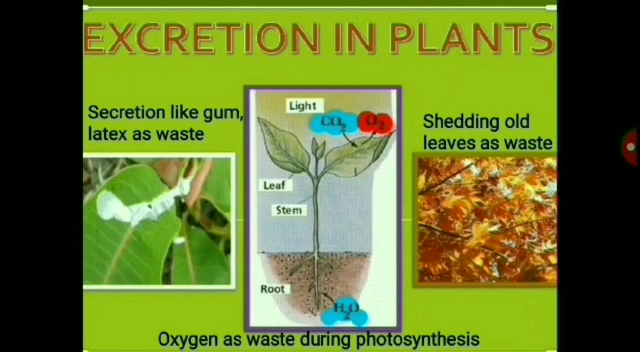 EXCRETION IN PLANTS
Secretion like gum,
latex as waste
Light
CO2
O2
Shedding old
leaves as waste
Leaf
Stem
Root
H2O
Oxygen as waste during photosynthesis